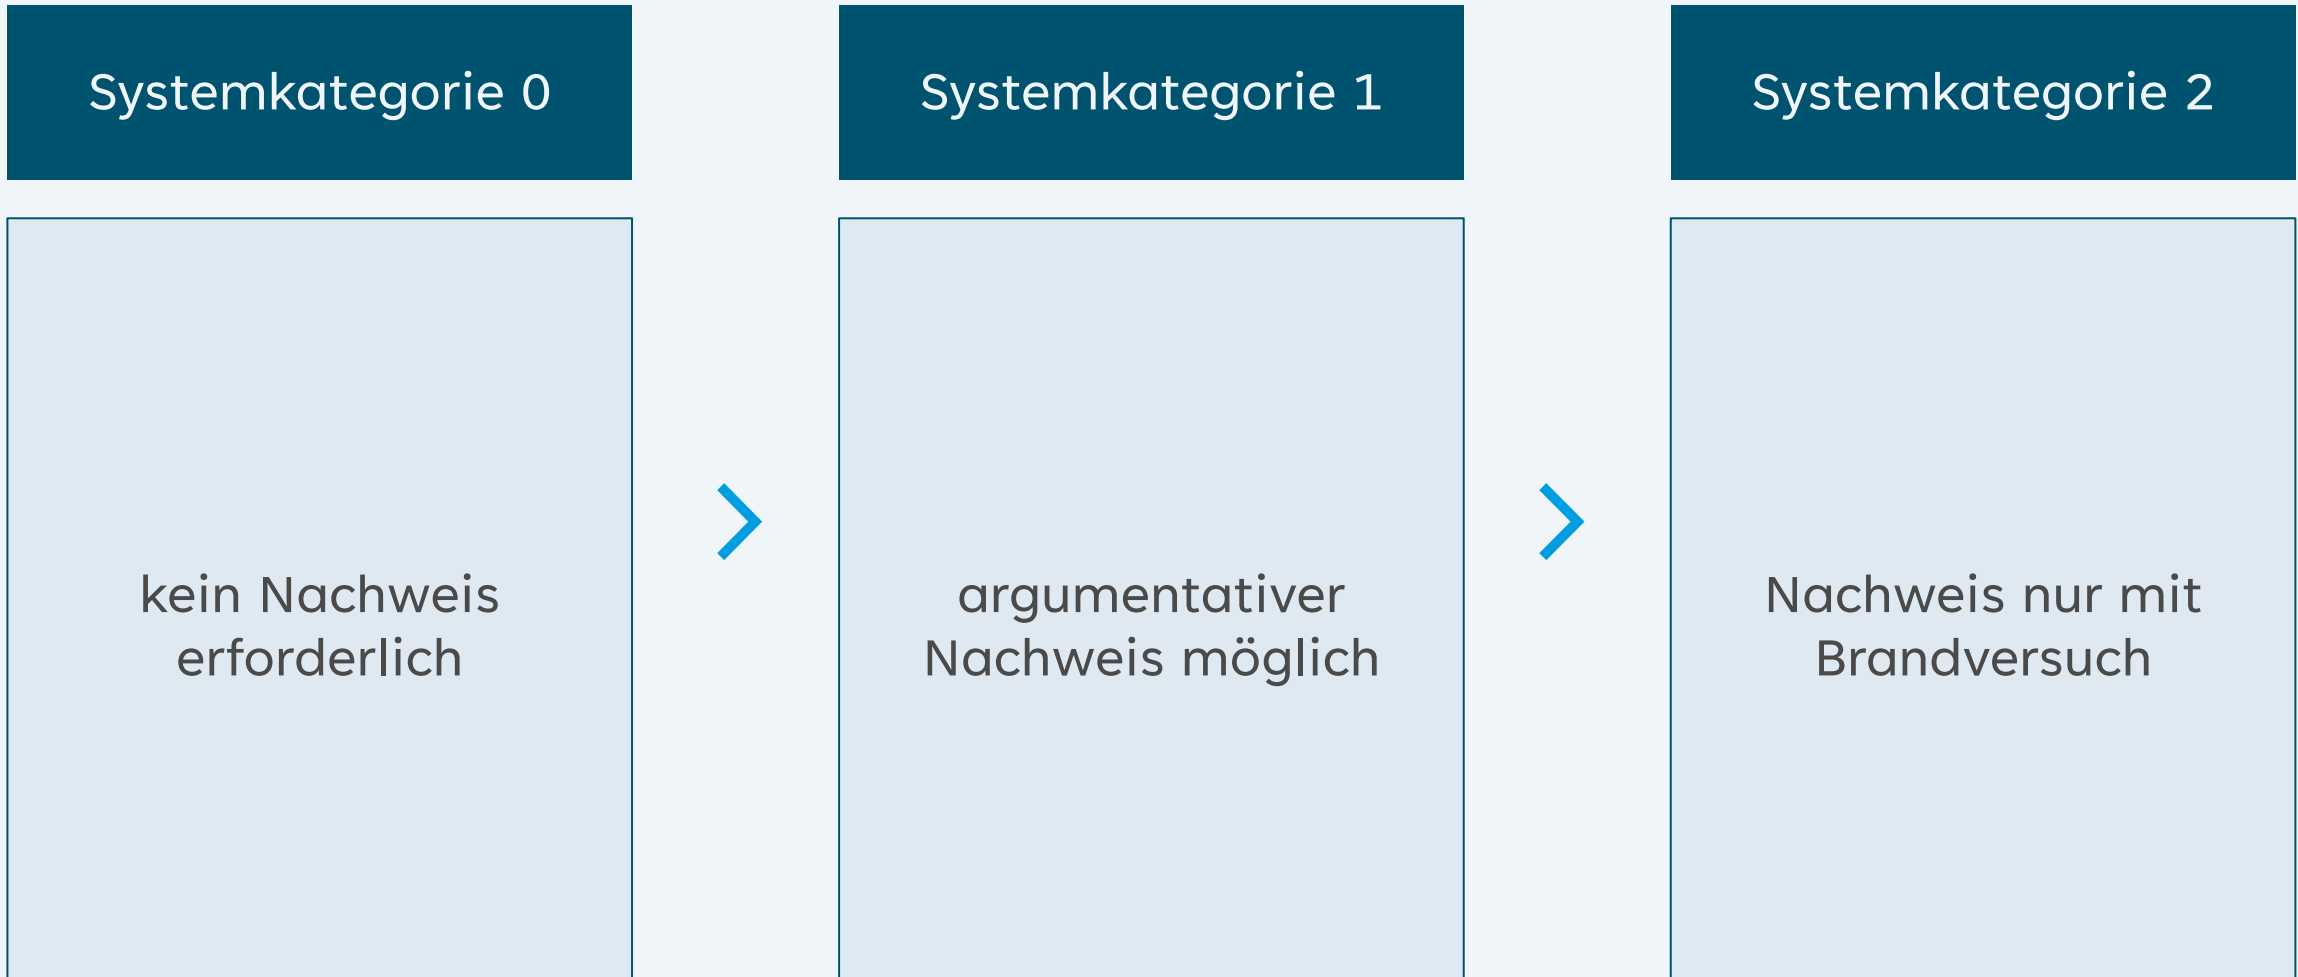 Systemkategorie 0
Systemkategorie 1
Systemkategorie 2
kein Nachweis
erforderlich
argumentativer
Nachweis möglich
Nachweis nur mit
Brandversuch